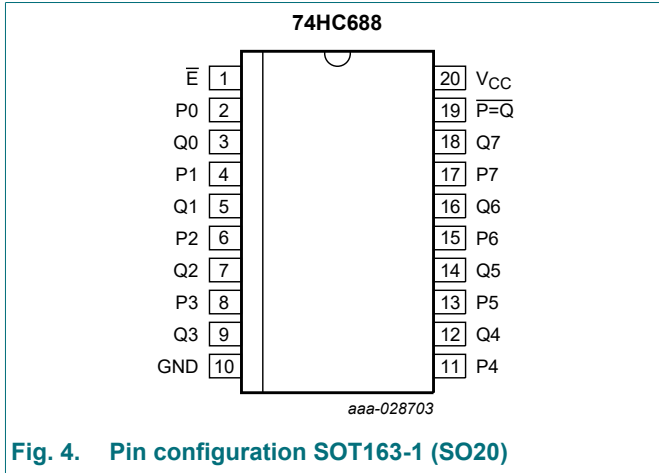 74HC688
E̅ 1 20 VCC
P0 2 19 P̅=̅Q̅
Q0 3 18 Q7
P1 4 17 P7
Q1 5 16 Q6
P2 6 15 P6
Q2 7 14 Q5
P3 8 13 P5
Q3 9 12 Q4
GND 10 11 P4
aaa-028703
Fig. 4. Pin configuration SOT163-1 (SO20)